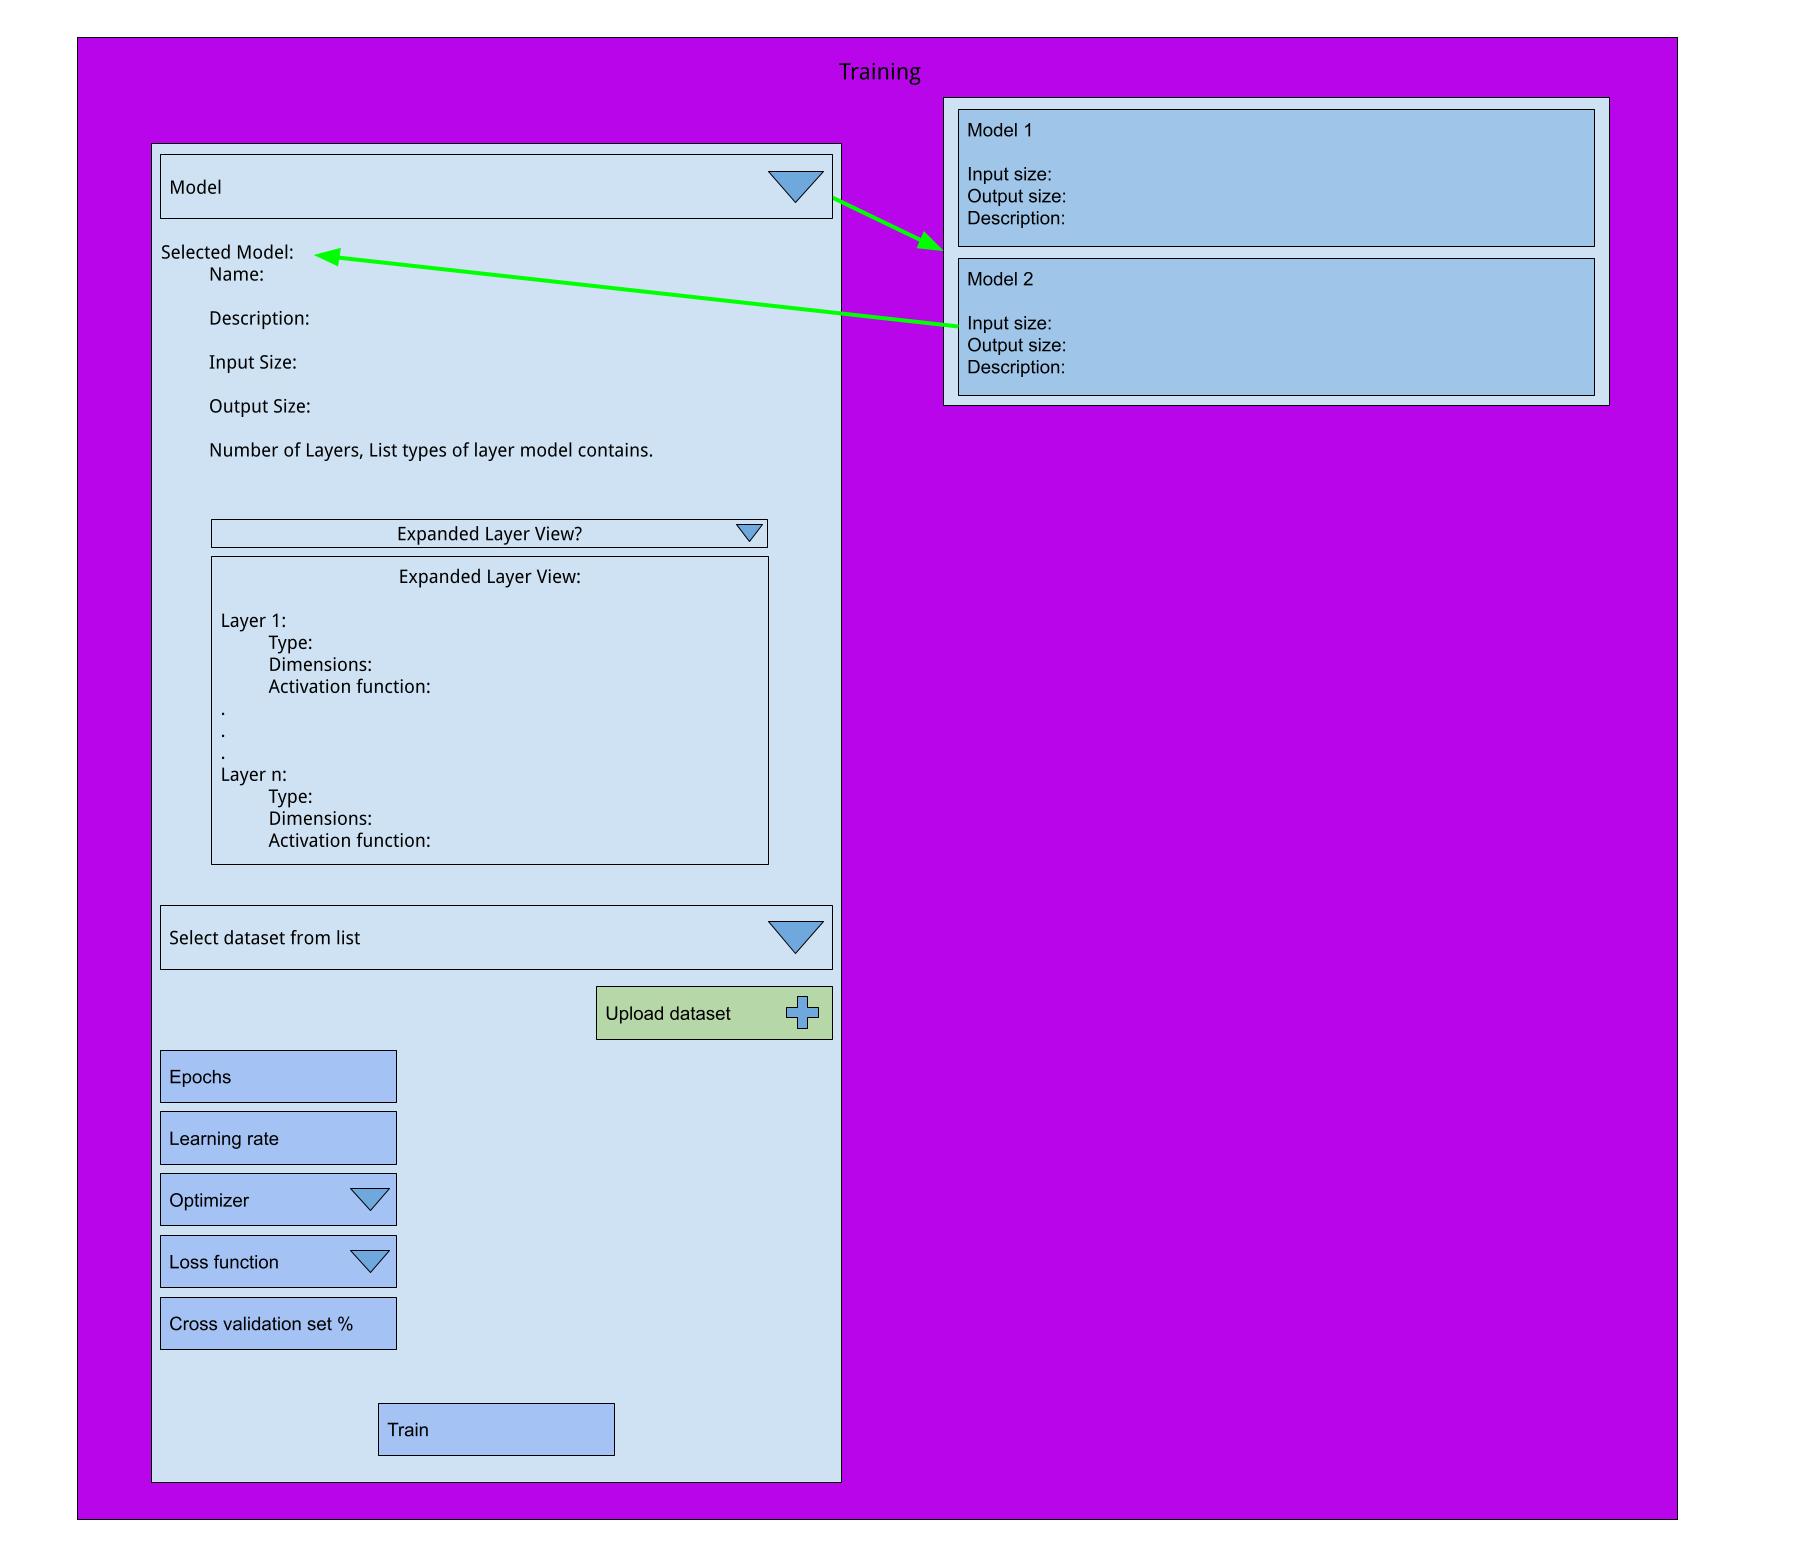 Training
Model
Selected Model:
Name:
Description:
Input Size:
Output Size:
Number of Layers, List types of layer model contains.
Expanded Layer View?
Expanded Layer View:
Layer 1:
Type:
Dimensions:
Activation function:
.
.
.
Layer n:
Type:
Dimensions:
Activation function:
Select dataset from list
Upload dataset
Epochs
Learning rate
Optimizer
Loss function
Cross validation set %
Train
Model 1
Input size:
Output size:
Description:
Model 2
Input size:
Output size:
Description: